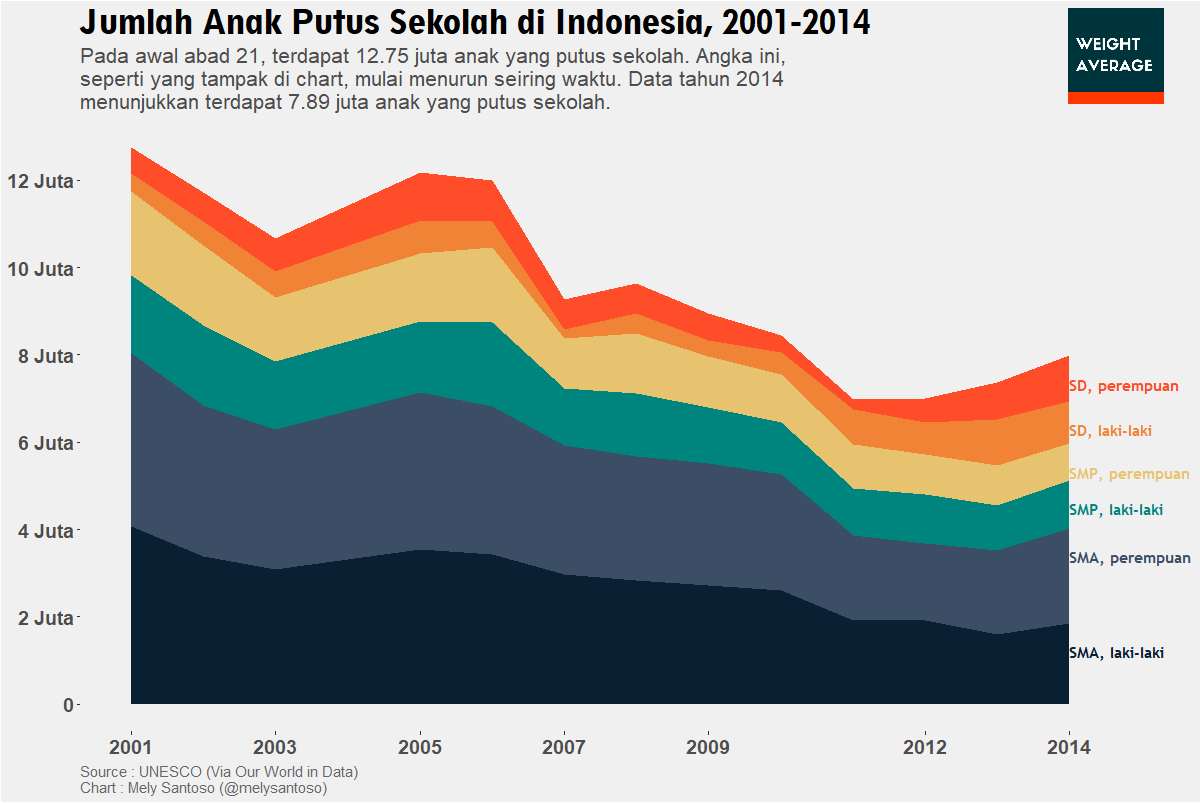 Jumlah Anak Putus Sekolah di Indonesia, 2001-2014
Pada awal abad 21, terdapat 12.75 juta anak yang putus sekolah. Angka ini,
seperti yang tampak di chart, mulai menurun seiring waktu. Data tahun 2014
menunjukkan terdapat 7.89 juta anak yang putus sekolah.
WEIGHT
AVERAGE
12 Juta
10 Juta
8 Juta
6 Juta
4 Juta
2 Juta
0
SD, perempuan
SD, laki-laki
SMP, perempuan
SMP, laki-laki
SMA, perempuan
SMA, laki-laki
2001 2003 2005 2007 2009 2012 2014
Source : UNESCO (Via Our World in Data)
Chart : Mely Santoso (@melysantoso)